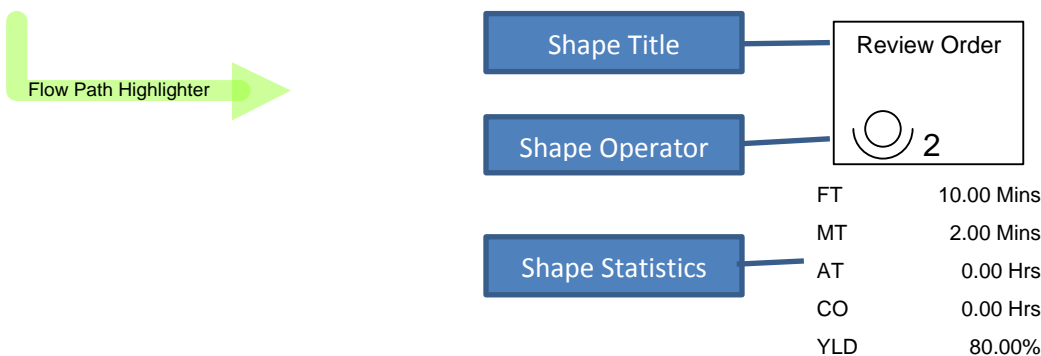 Flow Path Highlighter
Shape Title
Review Order
Shape Operator
2
Shape Statistics
FT 10.00 Mins
MT 2.00 Mins
AT 0.00 Hrs
CO 0.00 Hrs
YLD 80.00%